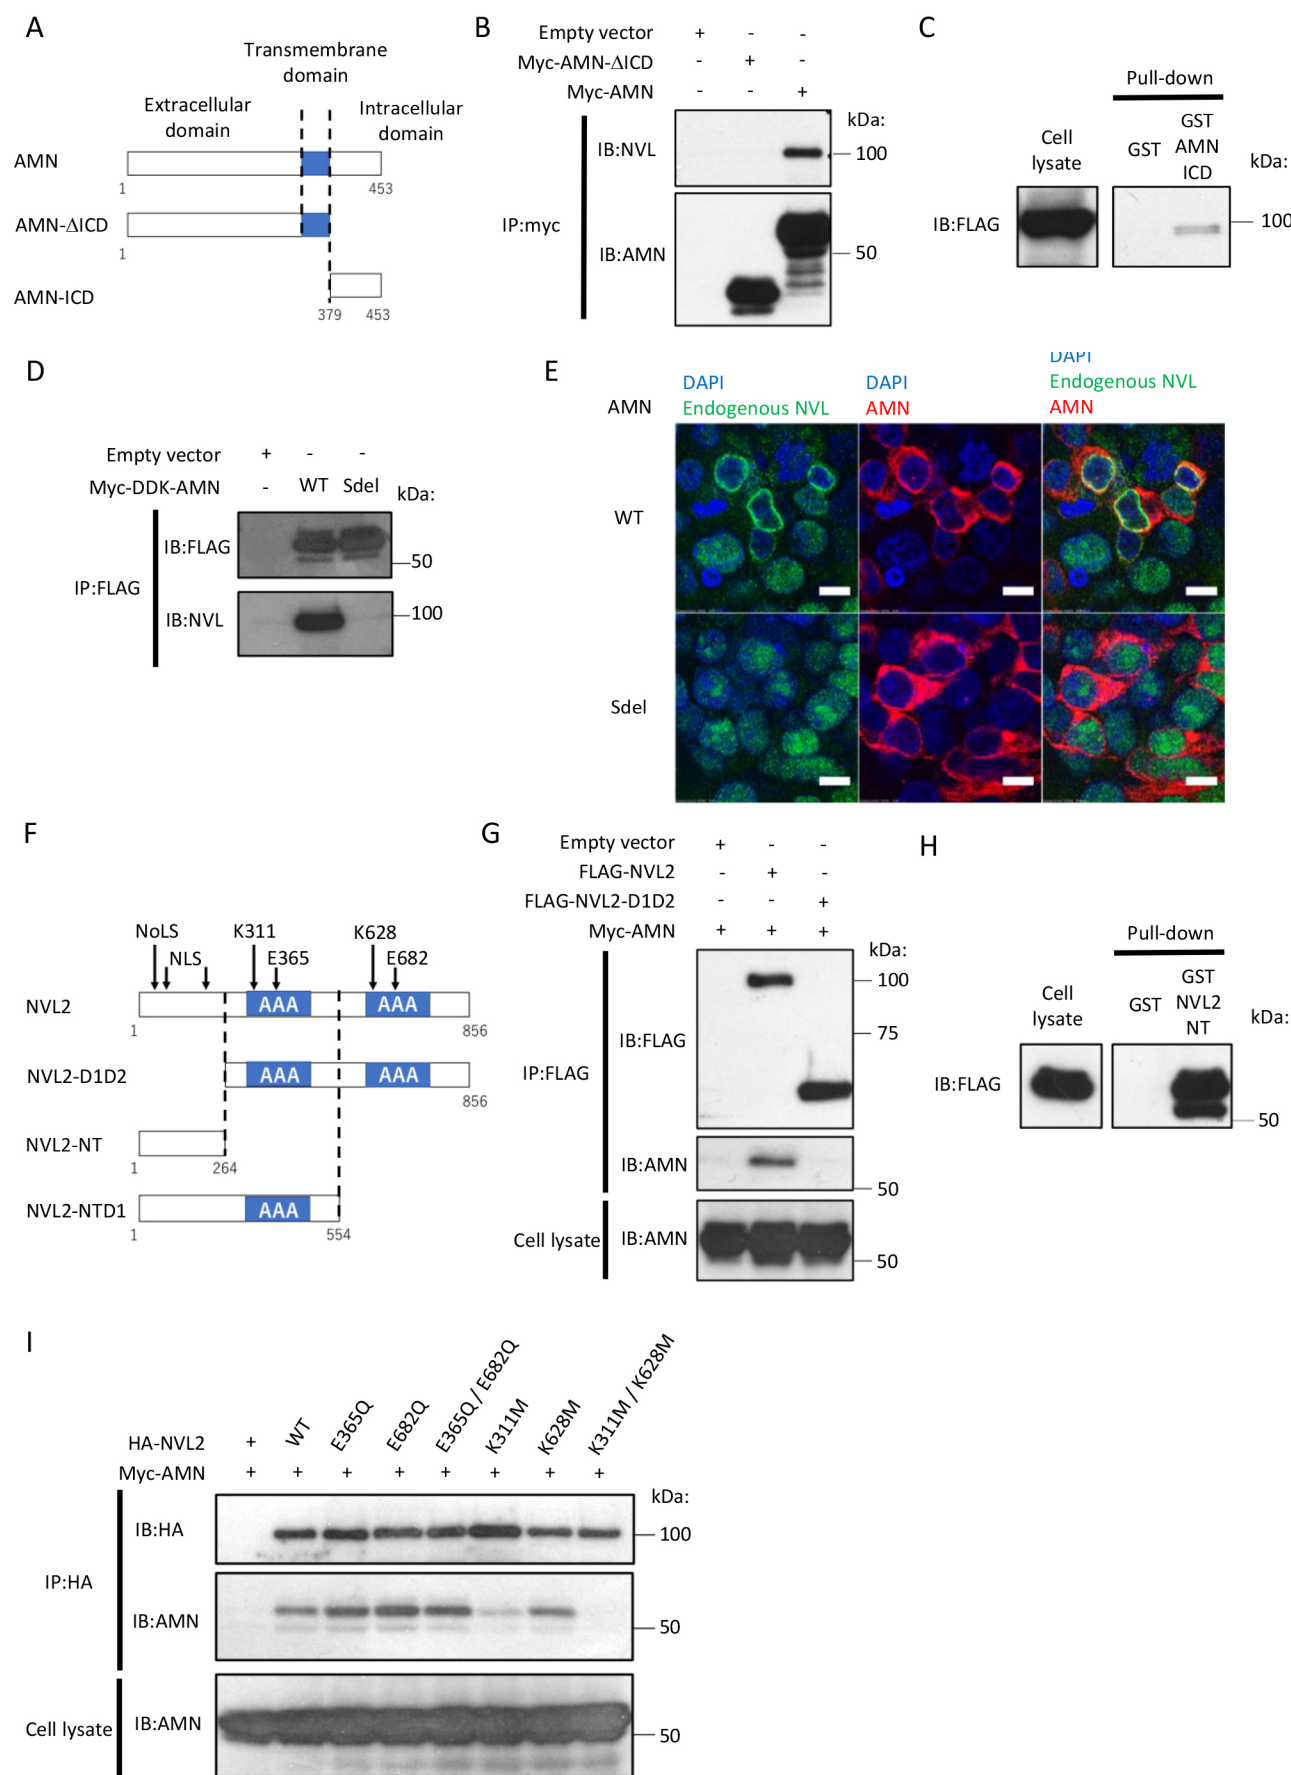 A
Transmembrane
domain
Extracellular
domain
Intracellular
domain
AMN
1
453
AMN-ΔICD
1
AMN-ICD
379
453
B
Empty vector + - -
Myc-AMN-ΔICD - + -
Myc-AMN - - +
kDa:
IB:NVL
100
IP:myc
IB:AMN
50
C
Pull-down
Cell
lysate
GST
GST
AMN
ICD
kDa:
IB:FLAG
100
D
Empty vector + - -
Myc-DDK-AMN - WT Sdel
kDa:
IB:FLAG
50
IP:FLAG
IB:NVL
100
E
AMN
DAPI
Endogenous NVL
DAPI
AMN
DAPI
Endogenous NVL
AMN
WT
Sdel
F
NoLS
NLS
K311
E365
K628
E682
NVL2
AAA
AAA
1
856
NVL2-D1D2
AAA
AAA
856
NVL2-NT
1
264
NVL2-NTD1
AAA
1
554
G
Empty vector + - -
FLAG-NVL2 - + -
FLAG-NVL2-D1D2 - - +
Myc-AMN + + +
kDa:
100
75
IB:FLAG
IP:FLAG
IB:AMN
50
Cell lysate
IB:AMN
50
H
Pull-down
Cell
lysate
GST
GST
NVL2
NT
kDa:
IB:FLAG
50
I
HA-NVL2 + WT E365Q E682Q E365Q / E682Q K311M K628M K311M / K628M
Myc-AMN + + + + + + + +
kDa:
IB:HA
100
IP:HA
IB:AMN
50
Cell lysate
IB:AMN
50